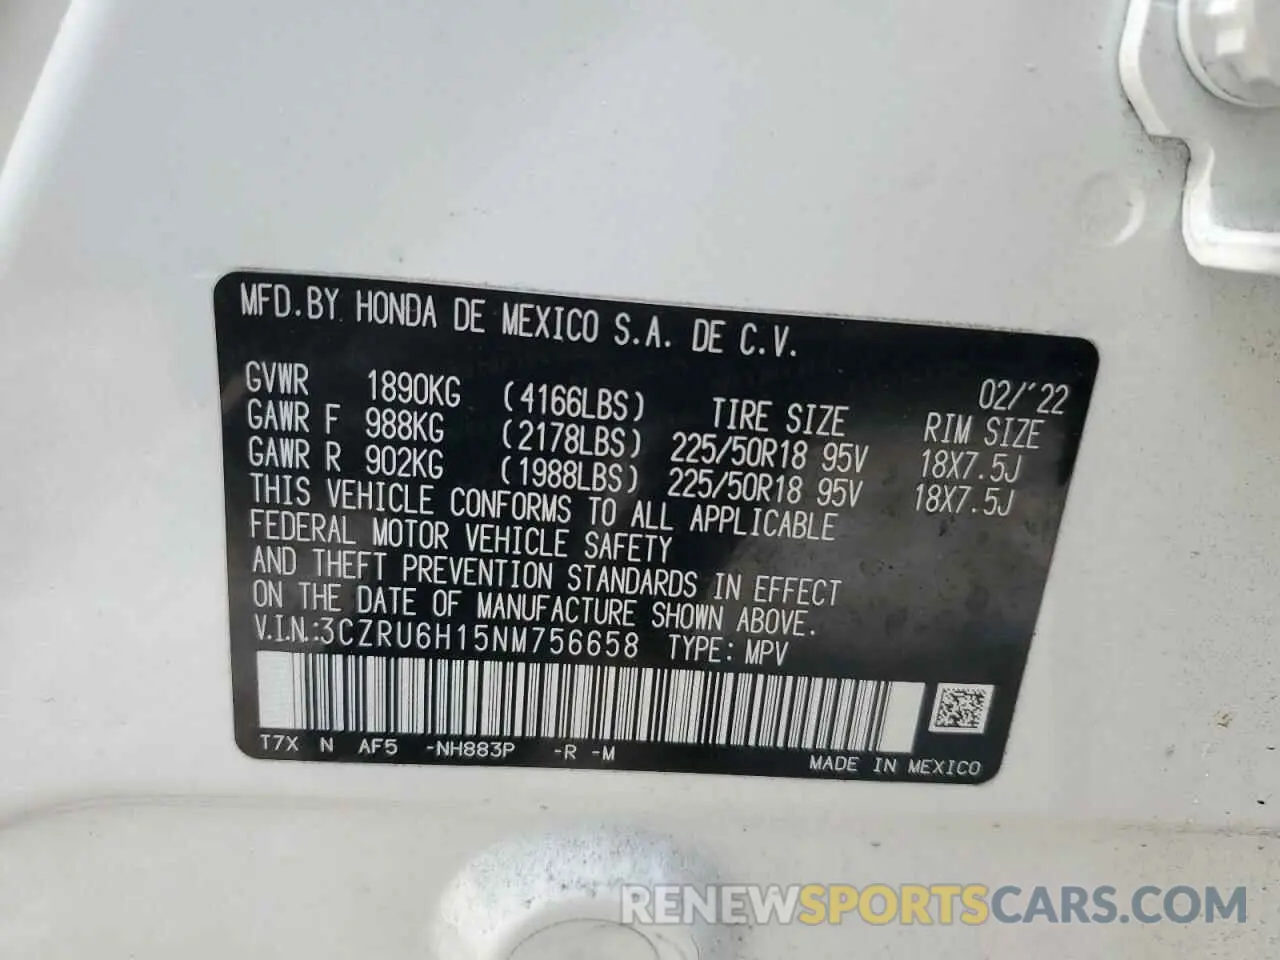 MFD.BY HONDA DE MEXICO S.A. DE C.V.
02/'22
GVWR 1890KG (4166LBS) TIRE SIZE RIM SIZE
GAWR F 988KG (2178LBS) 225/50R18 95V 18X7.5J
GAWR R 902KG (1988LBS) 225/50R18 95V 18X7.5J
THIS VEHICLE CONFORMS TO ALL APPLICABLE
FEDERAL MOTOR VEHICLE SAFETY
AND THEFT PREVENTION STANDARDS IN EFFECT
ON THE DATE OF MANUFACTURE SHOWN ABOVE.
V.I.N.:3CZRU6H15NM756658 TYPE: MPV
T7X N AF5 -NH883P -R -M
MADE IN MEXICO
RENEWSPORTSCARS.COM